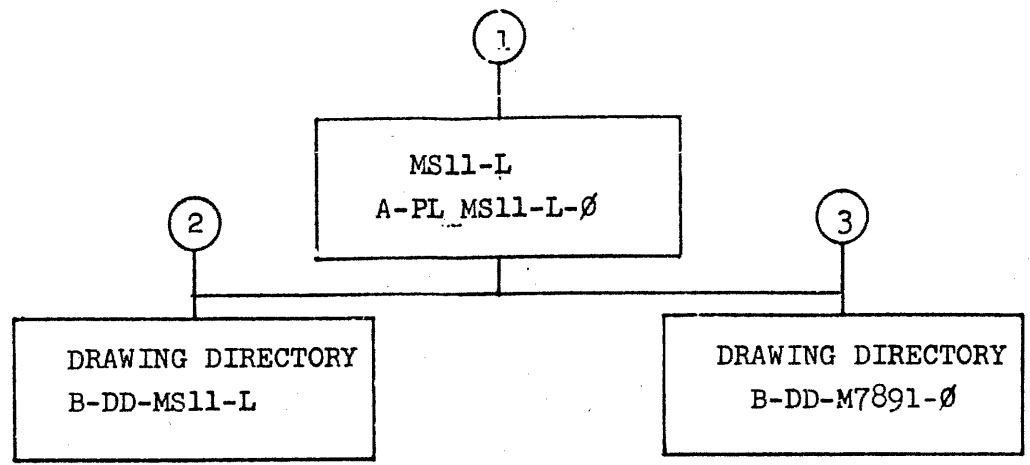 1
MS11-L
A-PL MS11-L-Ø
2
3
DRAWING DIRECTORY
B-DD-MS11-L
DRAWING DIRECTORY
B-DD-M7891-Ø